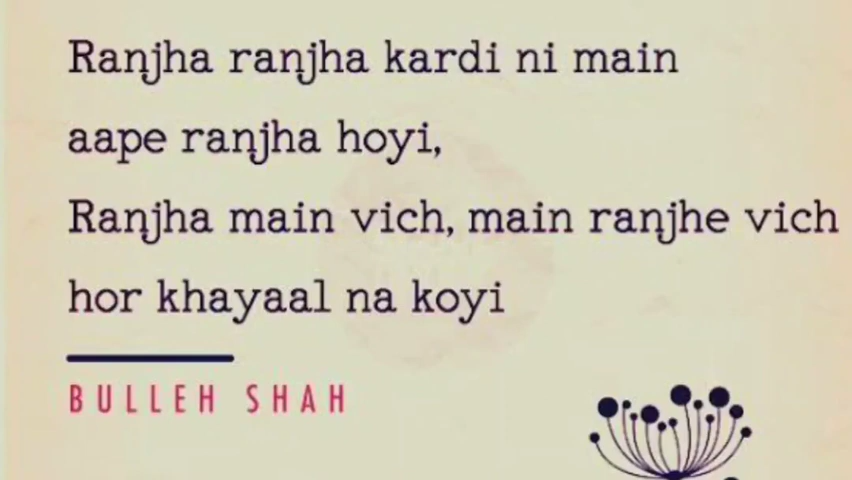 Ranjha ranjha kardi ni main
aape ranjha hoyi,
Ranjha main vich, main ranjhe vich
hor khayaal na koyi
BULLEH SHAH